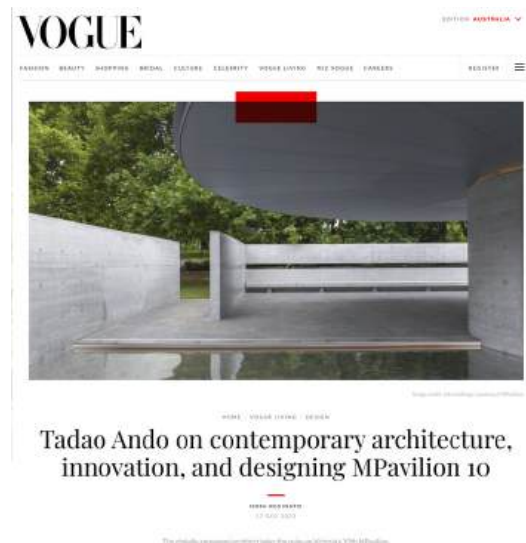 VOGUE
EDITION AUSTRALIA
FASHION BEAUTY SHOPPING BRIDAL CULTURE CELEBRITY VOGUE LIVING MIZ VOGUE CAREERS REGISTER
HOME VOGUE LIVING DESIGN
Tadao Ando on contemporary architecture,
innovation, and designing MPavilion 10